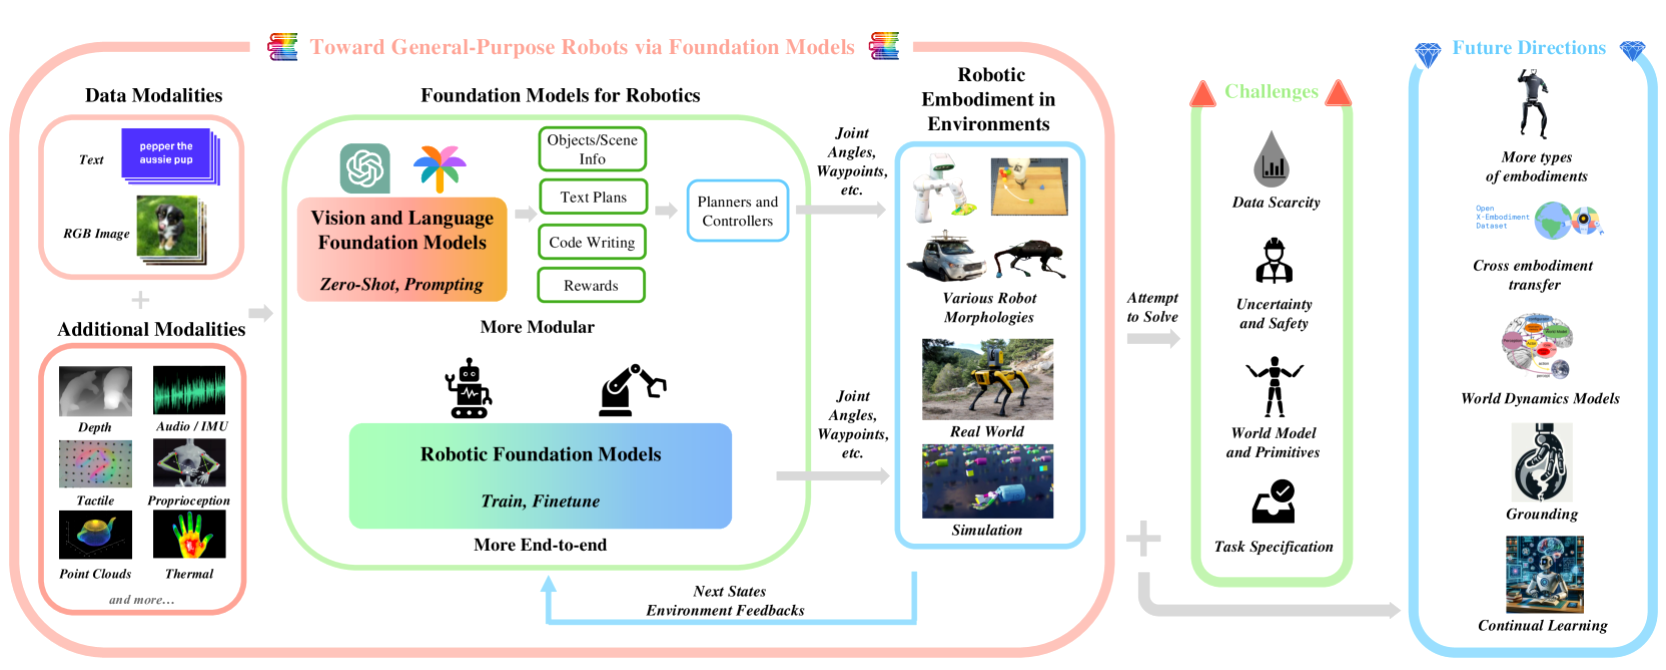 Toward General-Purpose Robots via Foundation Models
Data Modalities
Text
pepper the
aussie pup
RGB Image
+
Additional Modalities
Depth
Audio / IMU
Tactile
Proprioception
Point Clouds
Thermal
and more...
Foundation Models for Robotics
Vision and Language
Foundation Models
Zero-Shot, Prompting
Objects/Scene
Info
Text Plans
Code Writing
Rewards
Planners and
Controllers
More Modular
Robotic Foundation Models
Train, Finetune
More End-to-end
Joint
Angles,
Waypoints,
etc.
Joint
Angles,
Waypoints,
etc.
Next States
Environment Feedbacks
Robotic
Embodiment in
Environments
Various Robot
Morphologies
Real World
Simulation
Attempt
to Solve
+
Challenges
Data Scarcity
Uncertainty
and Safety
World Model
and Primitives
Task Specification
Future Directions
More types
of embodiments
Open
X-Embodiment
Dataset
Cross embodiment
transfer
World Dynamics Models
Grounding
Continual Learning